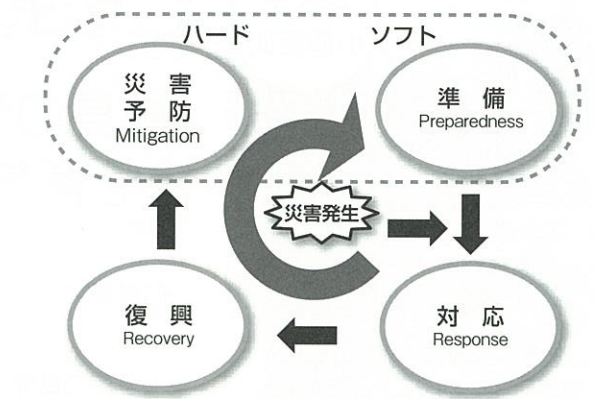 ハード
ソフト
災害
予防
Mitigation
準備
Preparedness
災害発生
復興
Recovery
対応
Response